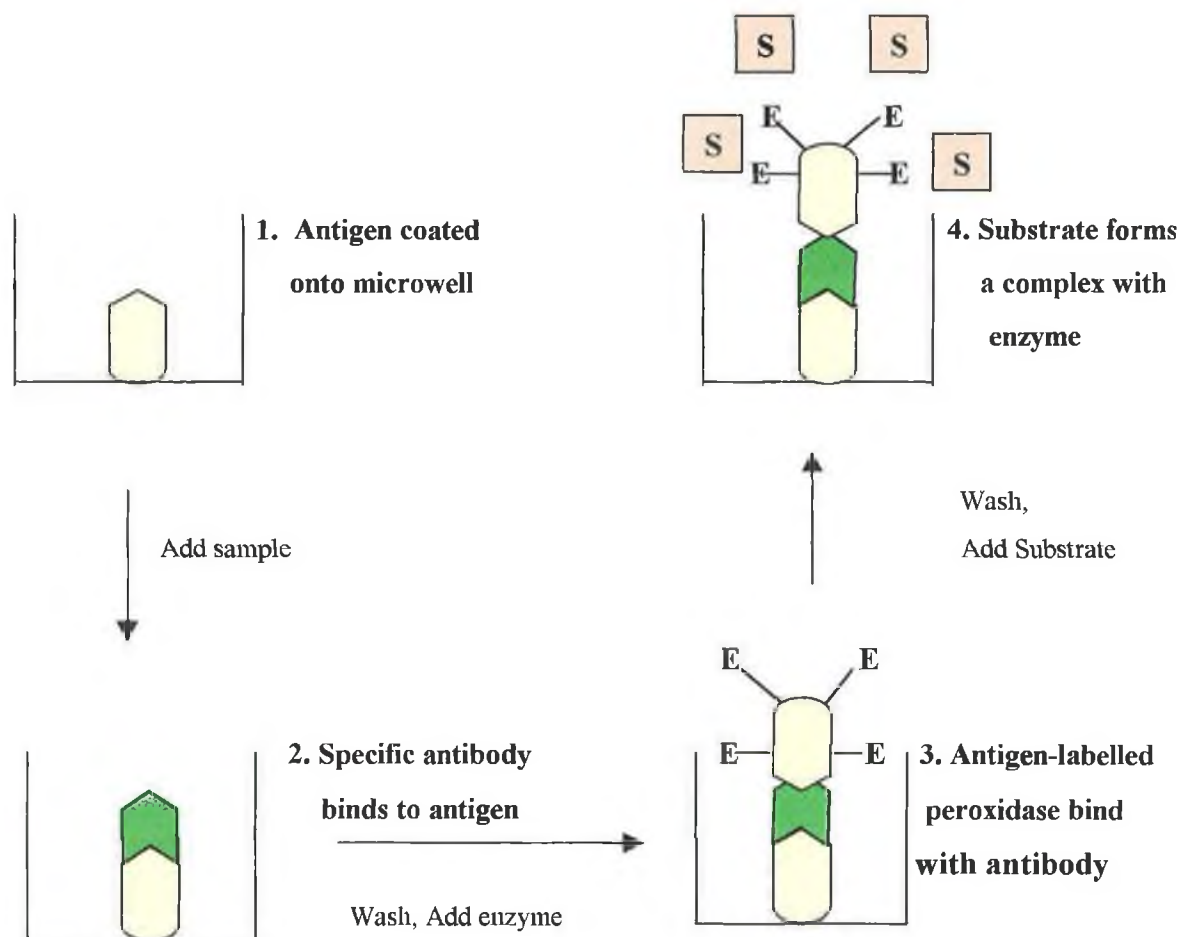 1. Antigen coated
onto microwell
Add sample
2. Specific antibody
binds to antigen
Wash, Add enzyme
E E
E E
3. Antigen-labelled
peroxidase bind
with antibody
Wash,
Add Substrate
S S
E E
S S
E E
4. Substrate forms
a complex with
enzyme